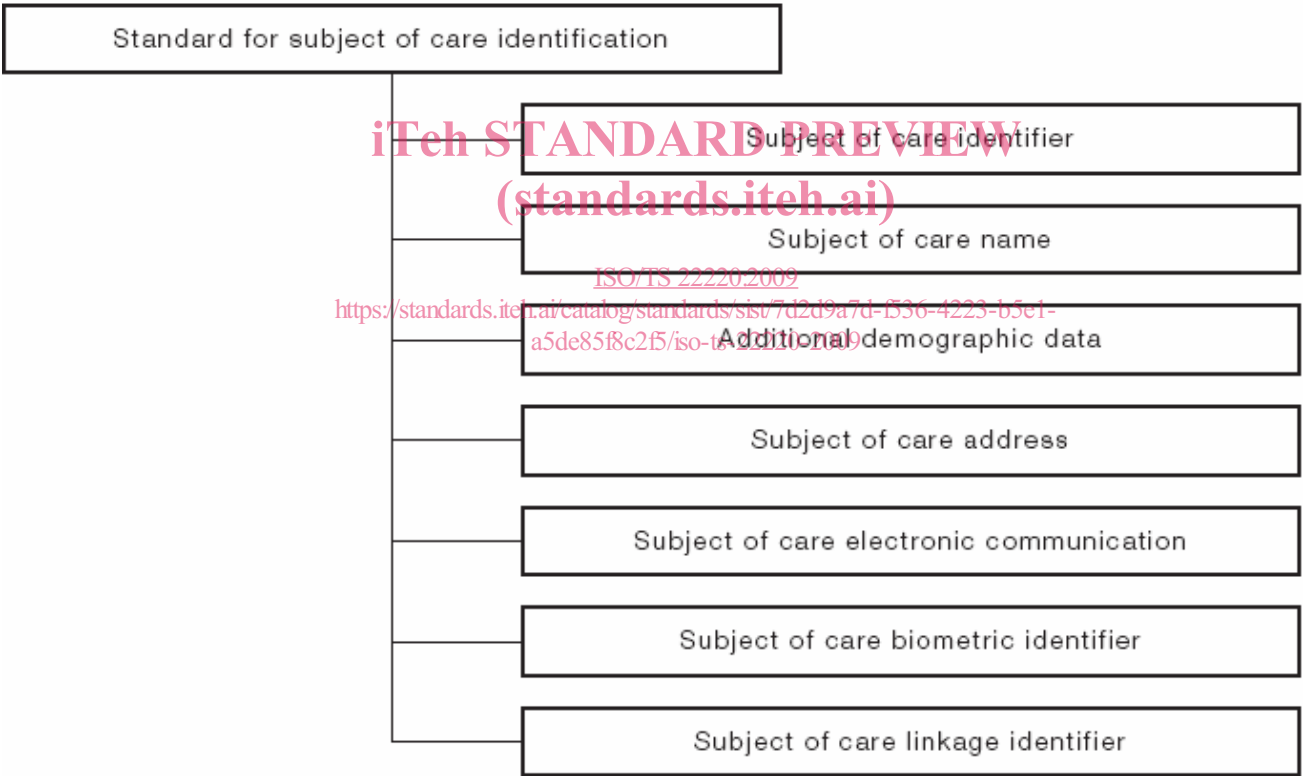 Standard for subject of care identification
iTeh STANDARD PREVIEW
Subject of care identifier
(standards.iteh.ai)
Subject of care name
ISO/TS 22220:2009
https://standards.iteh.ai/catalog/standards/sist/7d2d9a7d-f536-4223-b5e1-
a5de85f8c2f5/iso-ts-22220-2009
Additional demographic data
Subject of care address
Subject of care electronic communication
Subject of care biometric identifier
Subject of care linkage identifier